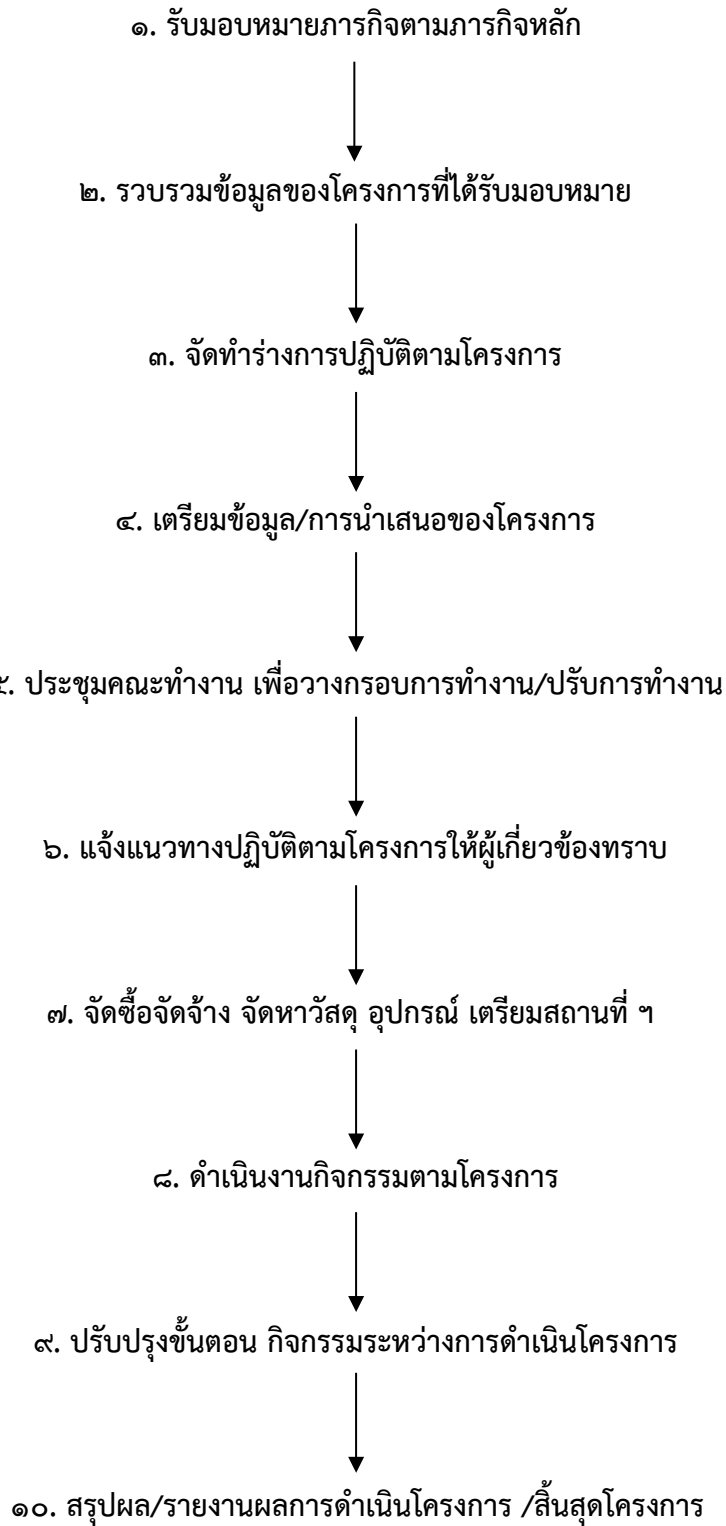 ๑. รับมอบหมายภารกิจตามภารกิจหลัก
๒. รวบรวมข้อมูลของโครงการที่ได้รับมอบหมาย
๓. จัดทำร่างการปฏิบัติตามโครงการ
๔. เตรียมข้อมูล/การนำเสนอของโครงการ
๕. ประชุมคณะทำงาน เพื่อวางกรอบการทำงาน/ปรับการทำงาน
๖. แจ้งแนวทางปฏิบัติตามโครงการให้ผู้เกี่ยวข้องทราบ
๗. จัดซื้อจัดจ้าง จัดหาวัสดุ อุปกรณ์ เตรียมสถานที่ ฯ
๘. ดำเนินงานกิจกรรมตามโครงการ
๙. ปรับปรุงขั้นตอน กิจกรรมระหว่างการดำเนินโครงการ
๑๐. สรุปผล/รายงานผลการดำเนินโครงการ /สิ้นสุดโครงการ